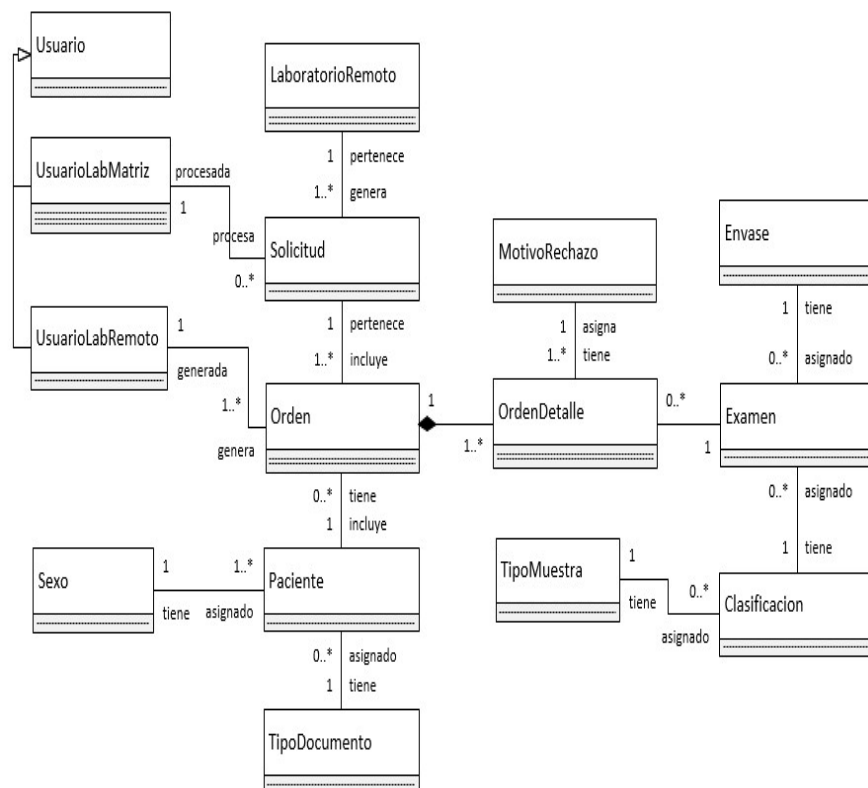 Usuario
LaboratorioRemoto
UsuarioLabMatriz
procesada
1
1
pertenece
1..*
genera
procesa
0..*
Solicitud
MotivoRechazo
Envase
UsuarioLabRemoto
1
generada
1..*
genera
1
pertenece
1..*
incluye
1
asigna
1..*
tiene
1
tiene
0..*
asignado
Orden
1
1..*
OrdenDetalle
0..*
1
Examen
0..*
tiene
1
incluye
0..*
asignado
1
tiene
Sexo
1
tiene
1..*
asignado
Paciente
TipoMuestra
1
tiene
0..*
asignado
Clasificacion
0..*
asignado
1
tiene
TipoDocumento